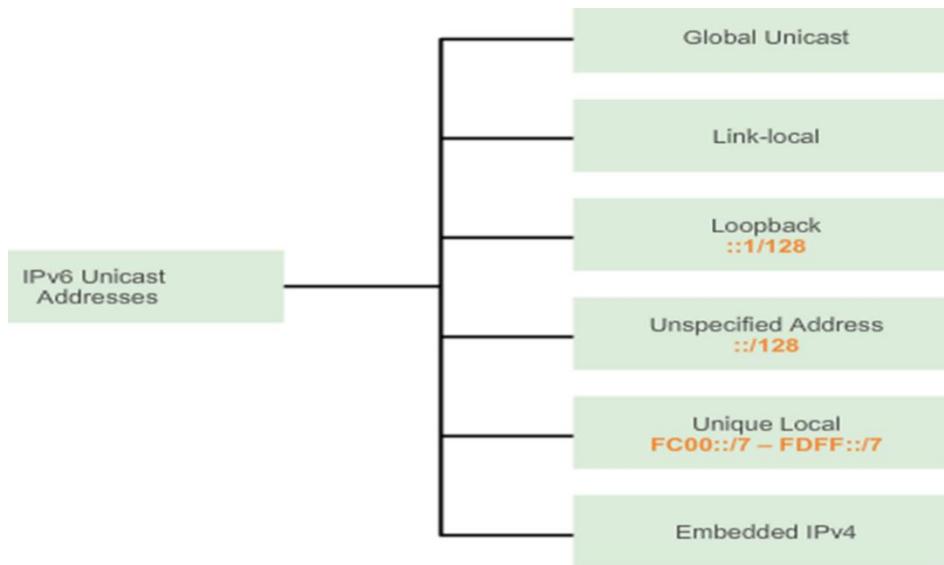 Global Unicast
Link-local
Loopback
::1/128
IPv6 Unicast
Addresses
Unspecified Address
::/128
Unique Local
FC00::/7 – FDFF::/7
Embedded IPv4